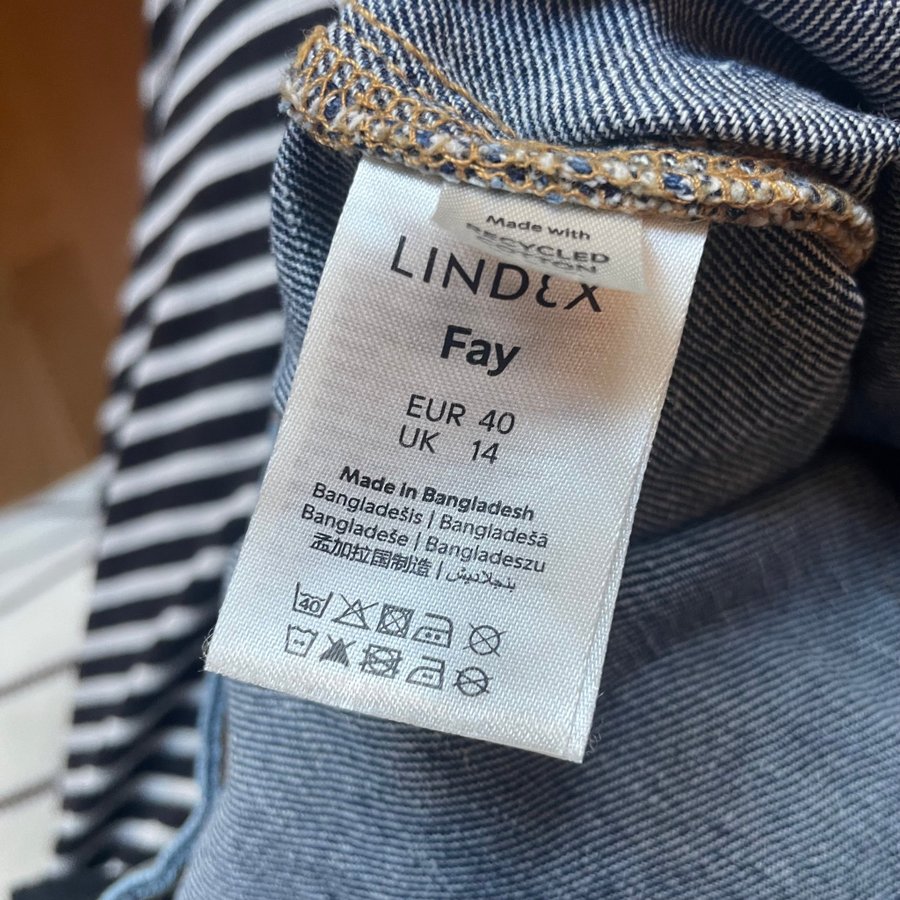 Made with
RECYCLED
COTTON
LINDEX
Fay
EUR 40
UK 14
Made in Bangladesh
Bangladešis | Bangladešā
Bangladeše | Bangladeszu
孟加拉国制造 | بنجلاديش
40